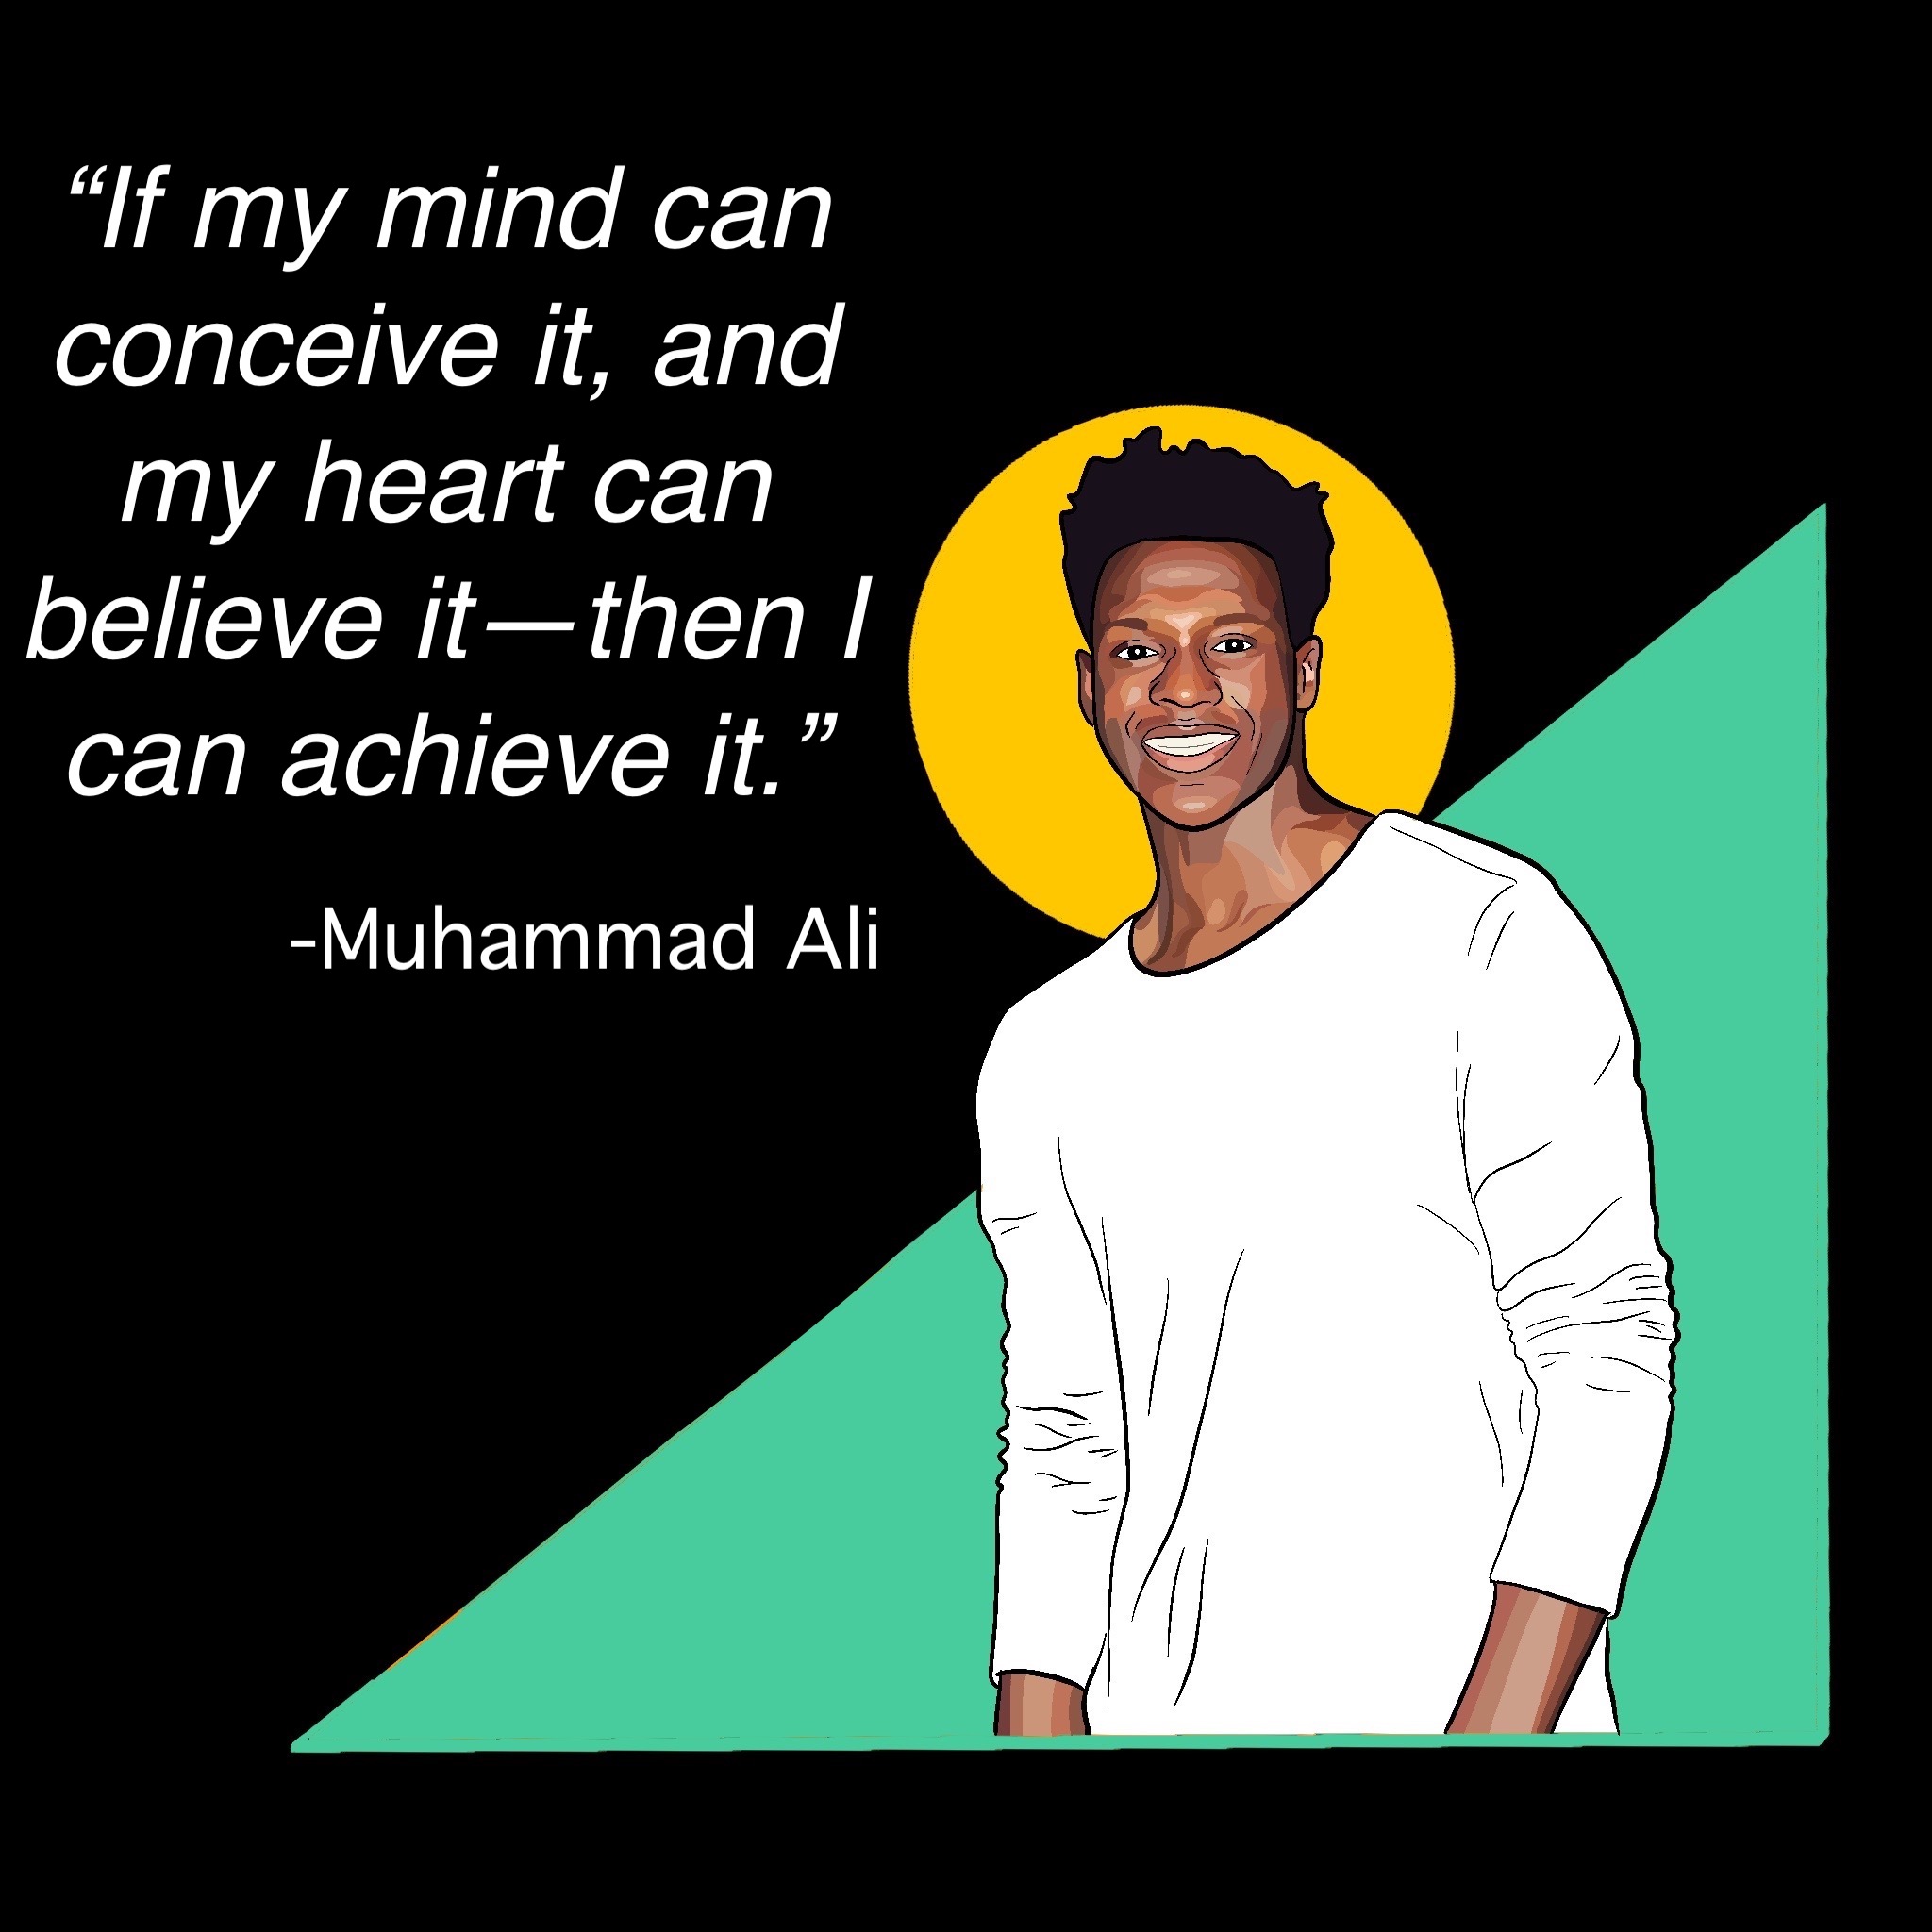 “If my mind can
conceive it, and
my heart can
believe it—then I
can achieve it.”
-Muhammad Ali